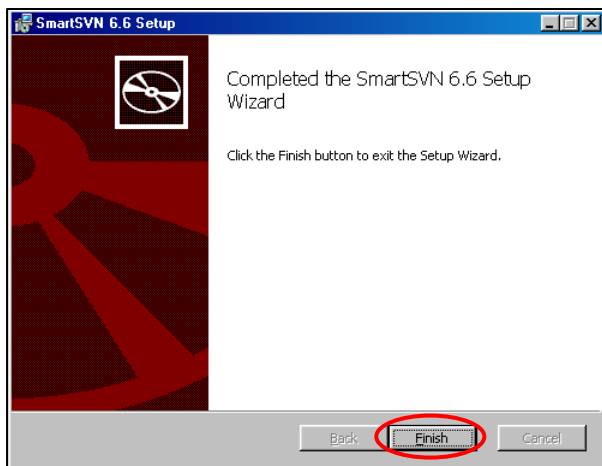 SmartSVN 6.6 Setup
Completed the SmartSVN 6.6 Setup
Wizard
Click the Finish button to exit the Setup Wizard.
Back Finish Cancel